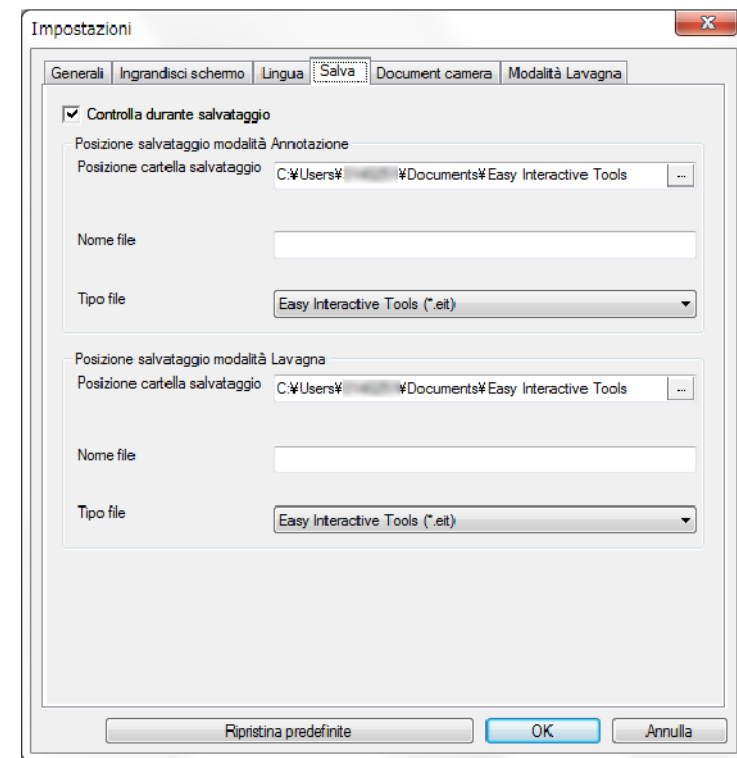 Impostazioni
Generali Ingrandisci schermo Lingua Salva Document camera Modalità Lavagna
Controlla durante salvataggio
Posizione salvataggio modalità Annotazione
Posizione cartella salvataggio C:¥Users¥ ¥Documents¥Easy Interactive Tools ...
Nome file
Tipo file Easy Interactive Tools (*.eit)
Posizione salvataggio modalità Lavagna
Posizione cartella salvataggio C:¥Users¥ ¥Documents¥Easy Interactive Tools ...
Nome file
Tipo file Easy Interactive Tools (*.eit)
Ripristina predefinite OK Annulla